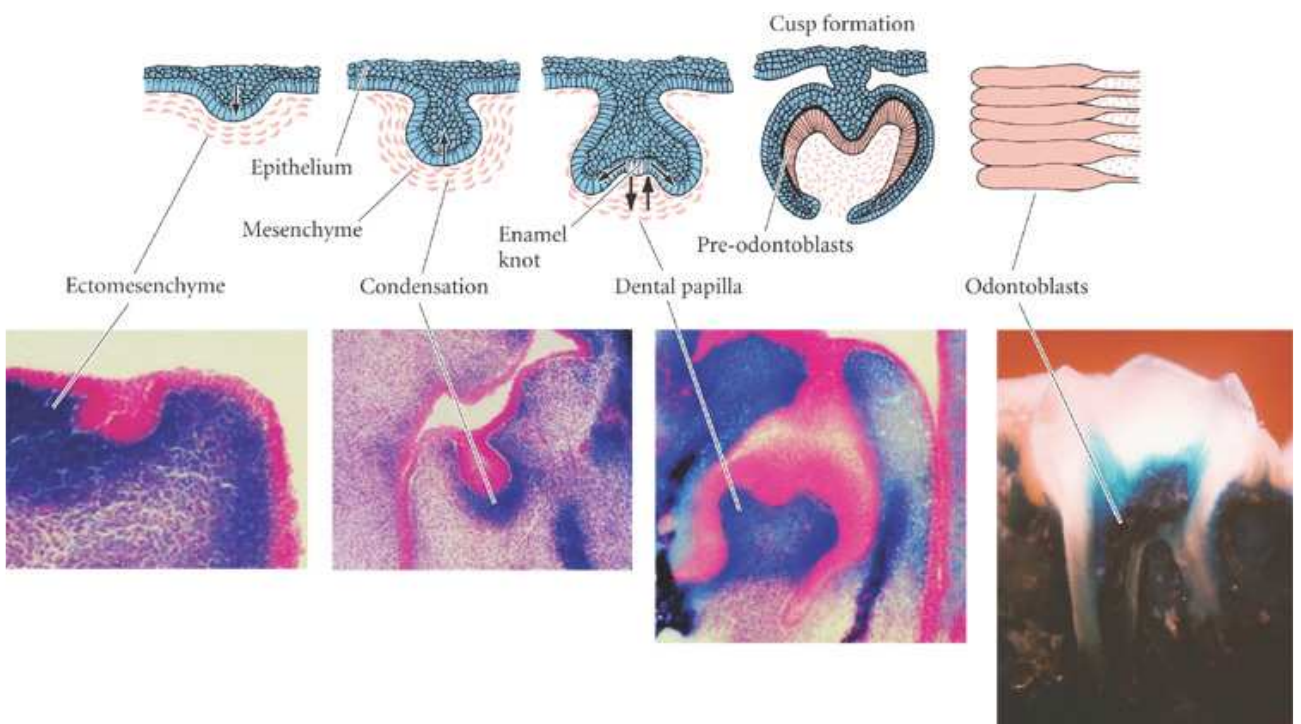 Cusp formation
Epithelium
Mesenchyme
Enamel
knot
Pre-odontoblasts
Ectomesenchyme
Condensation
Dental papilla
Odontoblasts